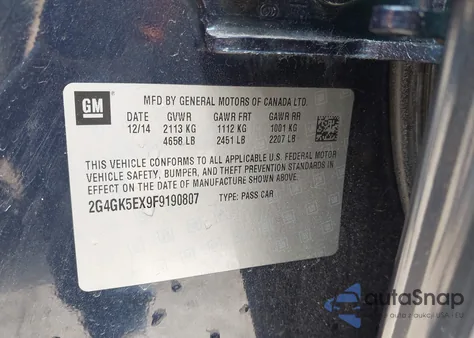 GM
MFD BY GENERAL MOTORS OF CANADA LTD.
DATE GVWR GAWR FRT GAWR RR
12/14 2113 KG 1112 KG 1001 KG
4658 LB 2451 LB 2207 LB
THIS VEHICLE CONFORMS TO ALL APPLICABLE U.S. FEDERAL MOTOR
VEHICLE SAFETY, BUMPER, AND THEFT PREVENTION STANDARDS IN
EFFECT ON THE DATE OF MANUFACTURE SHOWN ABOVE.
2G4GK5EX9F9190807 TYPE: PASS CAR
autoSnap